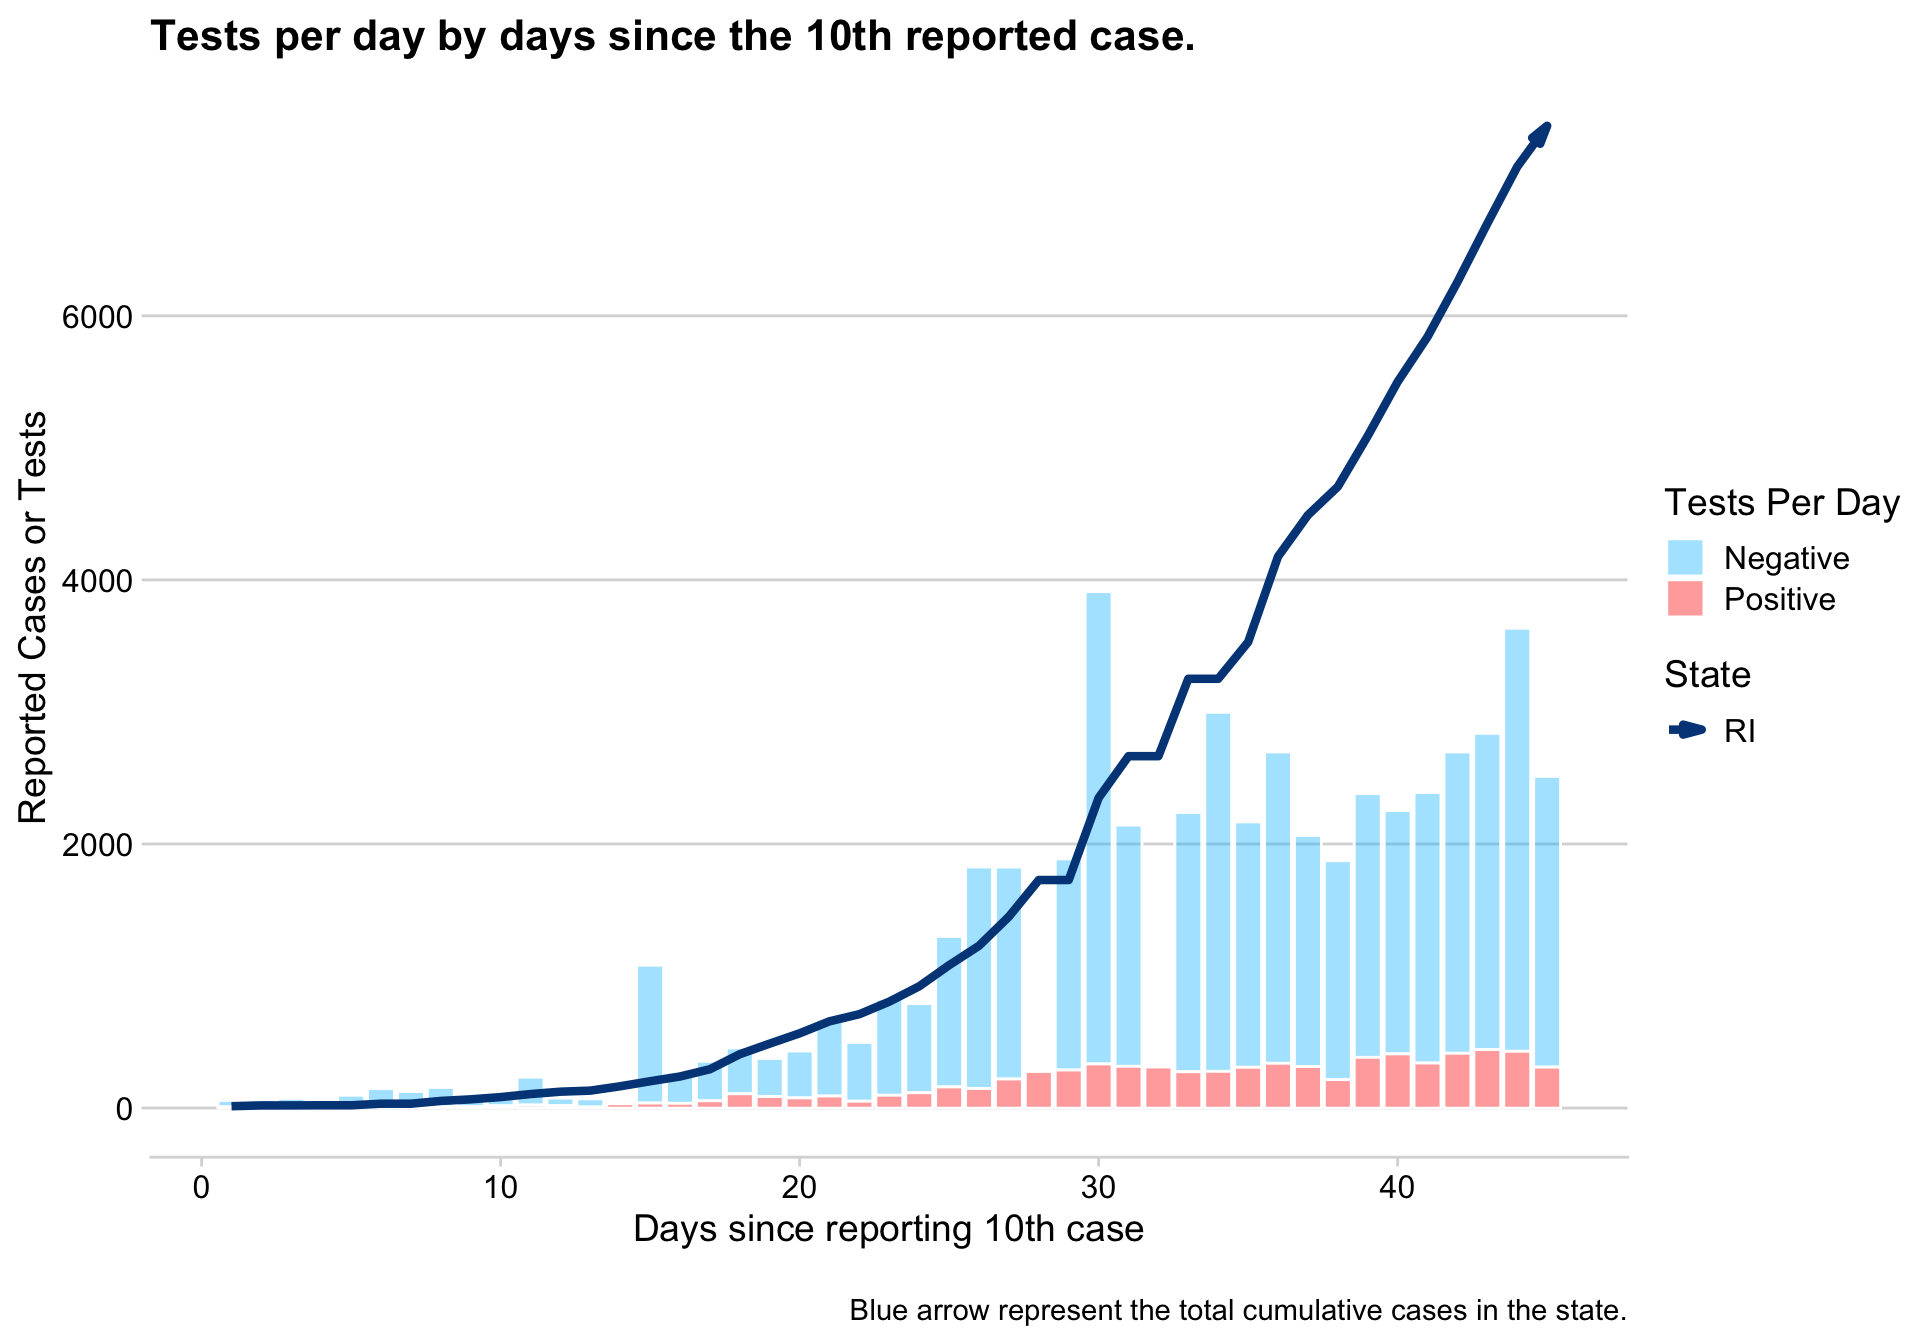 Tests per day by days since the 10th reported case.
Reported Cases or Tests
6000
4000
2000
0
0 10 20 30 40
Days since reporting 10th case
Tests Per Day
Negative
Positive
State
RI
Blue arrow represent the total cumulative cases in the state.